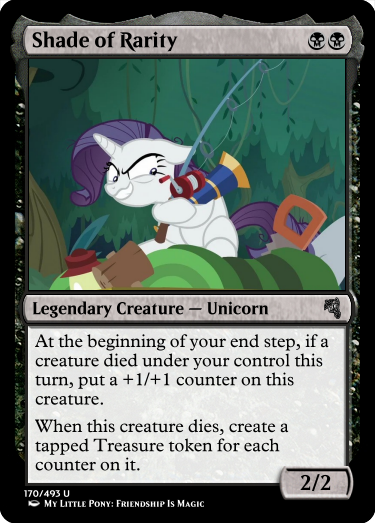 Shade of Rarity
Legendary Creature — Unicorn
At the beginning of your end step, if a
creature died under your control this
turn, put a +1/+1 counter on this
creature.
When this creature dies, create a
tapped Treasure token for each
counter on it.
2/2
170/493 U
My Little Pony: Friendship Is Magic